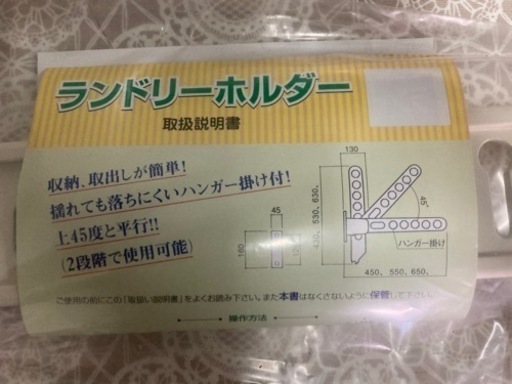 ランドリーホルダー
取扱説明書
収納、取出しが簡単!
揺れても落ちにくいハンガー掛け付!
上45度と平行!!
(2段階で使用可能)
45
160
130
430, 530, 630,
45°
ハンガー掛け
450, 550, 650,
ご使用の前にこの「取扱い説明書」をよくお読み下さい。また本書はなくさないように保管して下さい。
操作方法